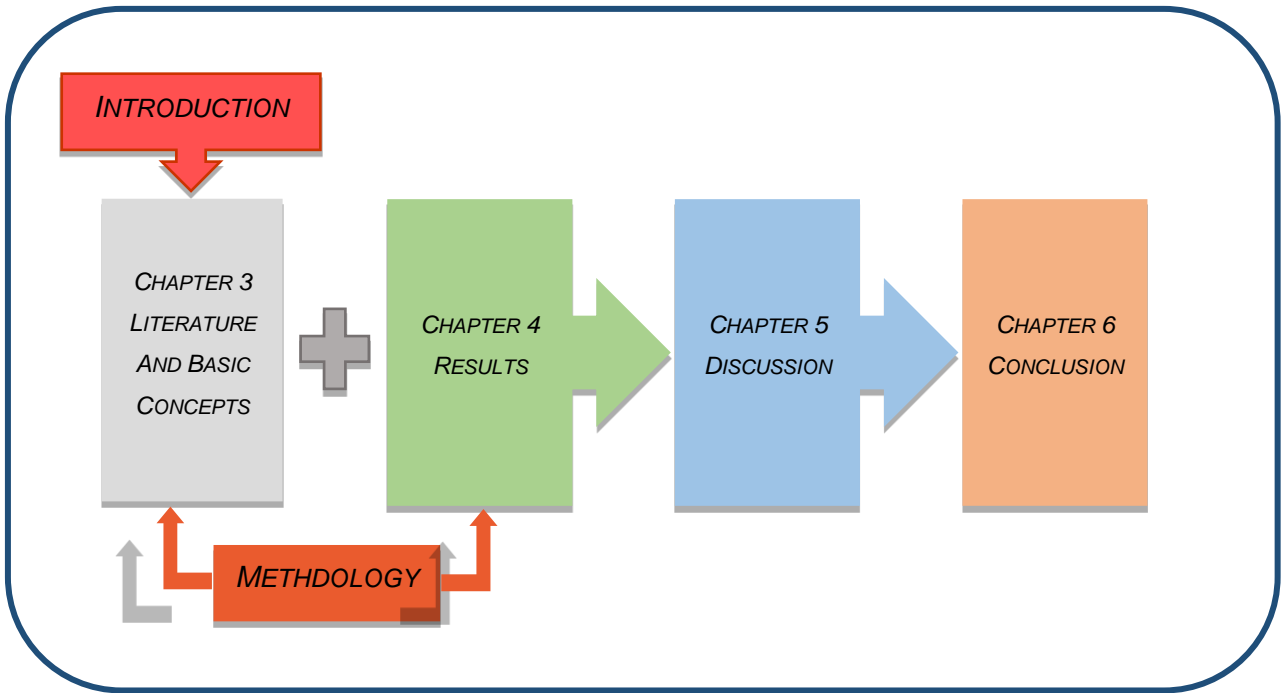 INTRODUCTION
CHAPTER 3
LITERATURE
AND BASIC
CONCEPTS
CHAPTER 4
RESULTS
CHAPTER 5
DISCUSSION
CHAPTER 6
CONCLUSION
METHDOLOGY